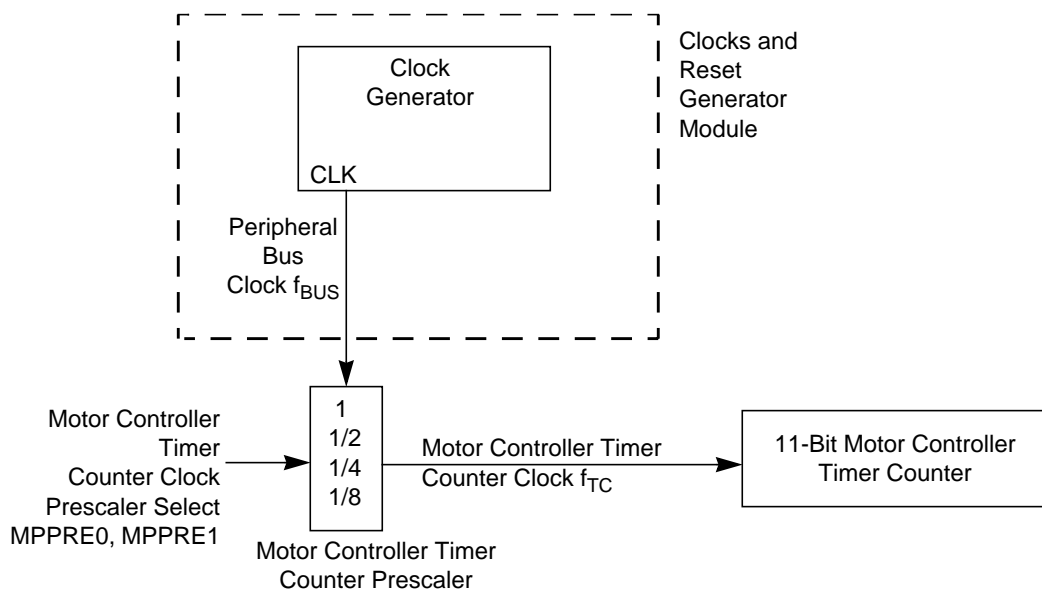 Clock
Generator
CLK
Clocks and
Reset
Generator
Module
Peripheral
Bus
Clock fBUS
Motor Controller
Timer
Counter Clock
Prescaler Select
MPPRE0, MPPRE1
1
1/2
1/4
1/8
Motor Controller Timer
Counter Prescaler
Motor Controller Timer
Counter Clock fTC
11-Bit Motor Controller
Timer Counter